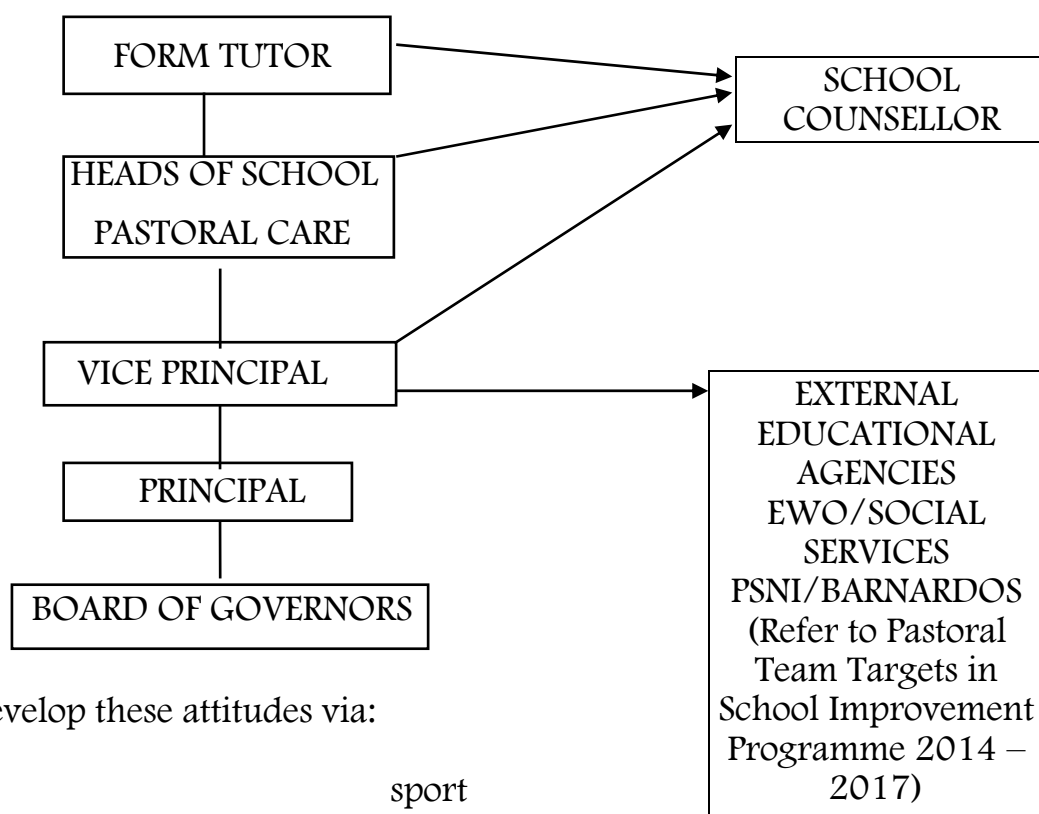 FORM TUTOR
SCHOOL
COUNSELLOR
HEADS OF SCHOOL
PASTORAL CARE
VICE PRINCIPAL
PRINCIPAL
BOARD OF GOVERNORS
EXTERNAL
EDUCATIONAL
AGENCIES
EWO/SOCIAL
SERVICES
PSNI/BARNARDOS
(Refer to Pastoral
Team Targets in
School Improvement
Programme 2014 –
2017)
evelop these attitudes via:
sport